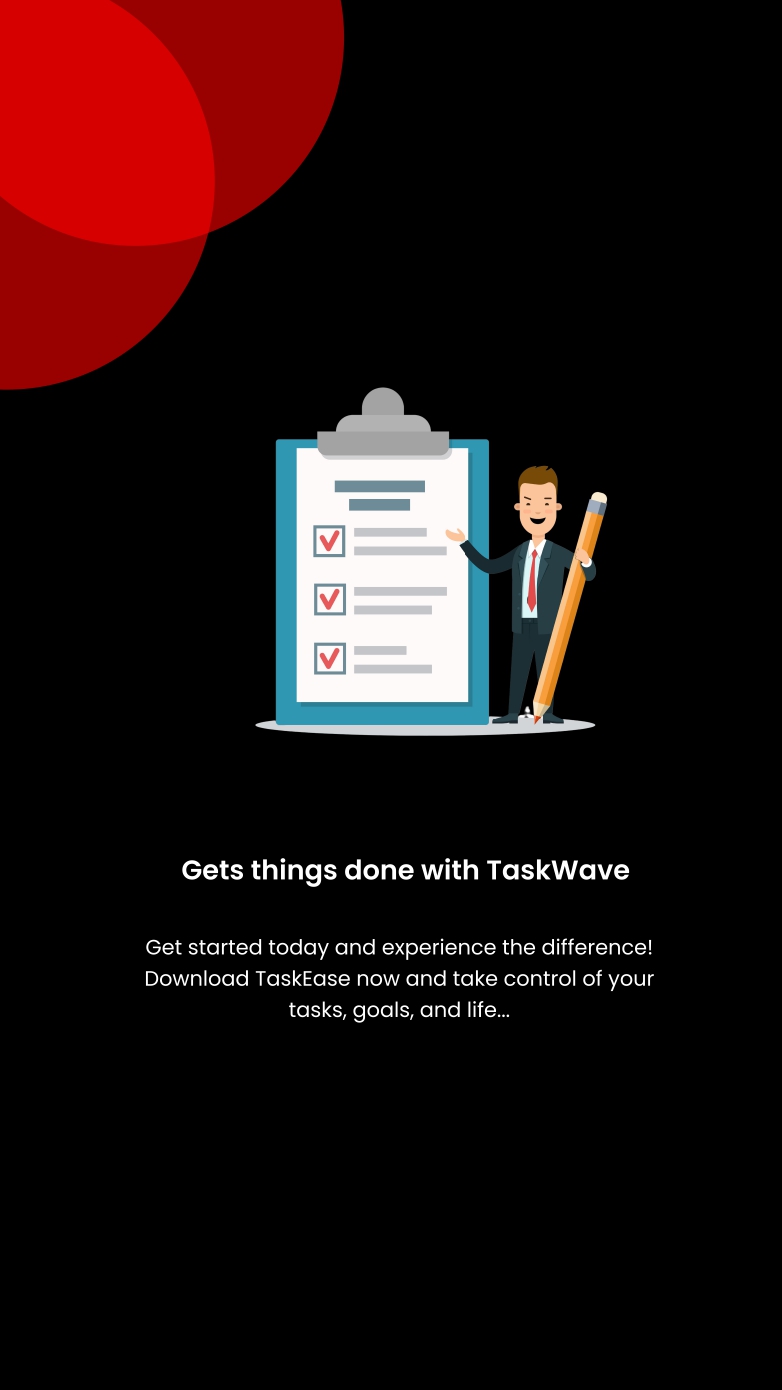 Gets things done with TaskWave
Get started today and experience the difference!
Download TaskEase now and take control of your
tasks, goals, and life...